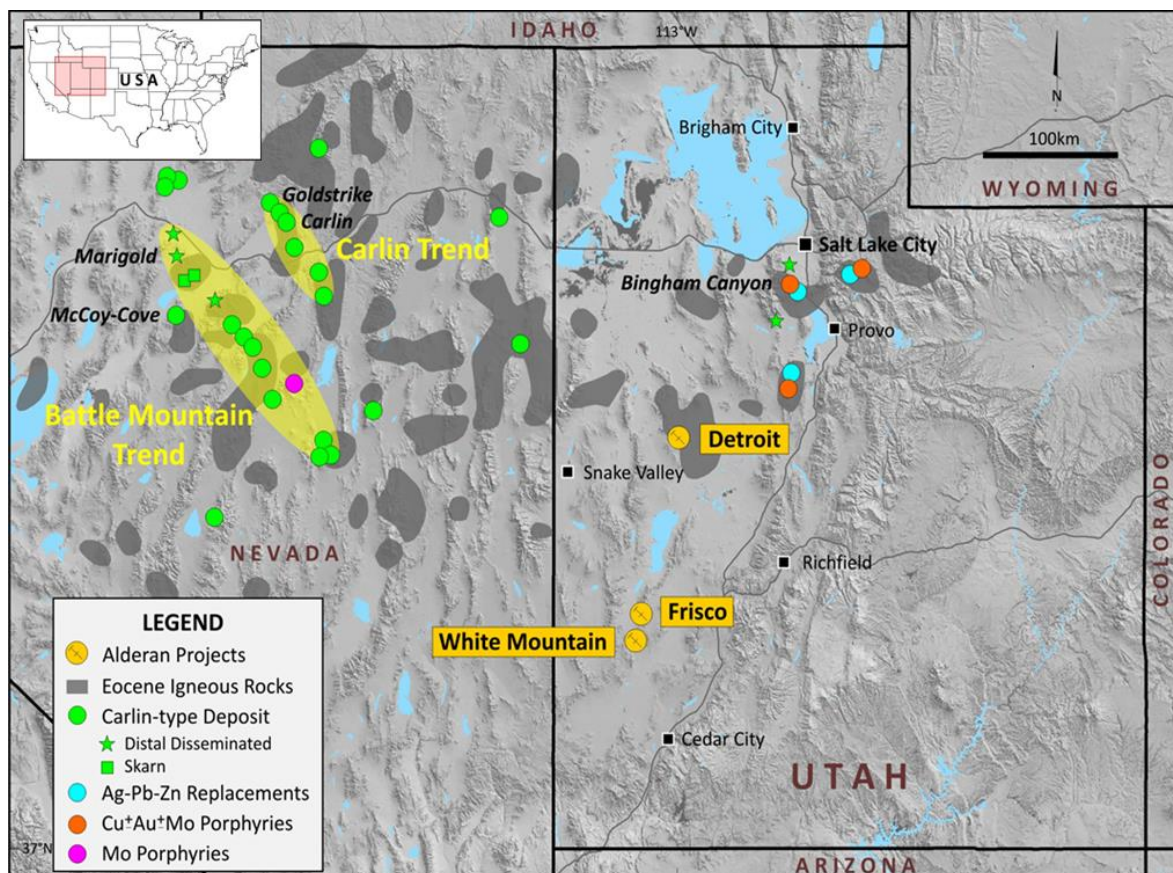 IDAHO
113°W
USA
N
100km
WYOMING
Brigham City
Goldstrike
Carlin
Carlin Trend
Marigold
McCoy-Cove
Salt Lake City
Bingham Canyon
Provo
Battle Mountain
Trend
Detroit
Snake Valley
COLORADO
NEVADA
Richfield
Frisco
White Mountain
Cedar City
UTAH
LEGEND
Alderan Projects
Eocene Igneous Rocks
Carlin-type Deposit
Distal Disseminated
Skarn
Ag-Pb-Zn Replacements
Cu±Au±Mo Porphyries
Mo Porphyries
37°N
ARIZONA